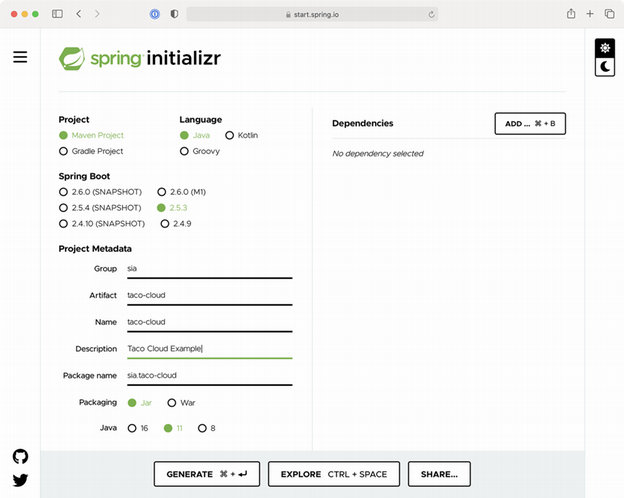 start.spring.io
spring initializr
Project
Maven Project
Gradle Project
Language
Java Kotlin
Groovy
Spring Boot
2.6.0 (SNAPSHOT) 2.6.0 (M1)
2.5.4 (SNAPSHOT) 2.5.3
2.4.10 (SNAPSHOT) 2.4.9
Project Metadata
Group sia
Artifact taco-cloud
Name taco-cloud
Description Taco Cloud Example
Package name sia.taco-cloud
Packaging Jar War
Java 16 11 8
Dependencies
ADD ... ⌘ + B
No dependency selected
GENERATE ⌘ + ↵
EXPLORE CTRL + SPACE
SHARE...